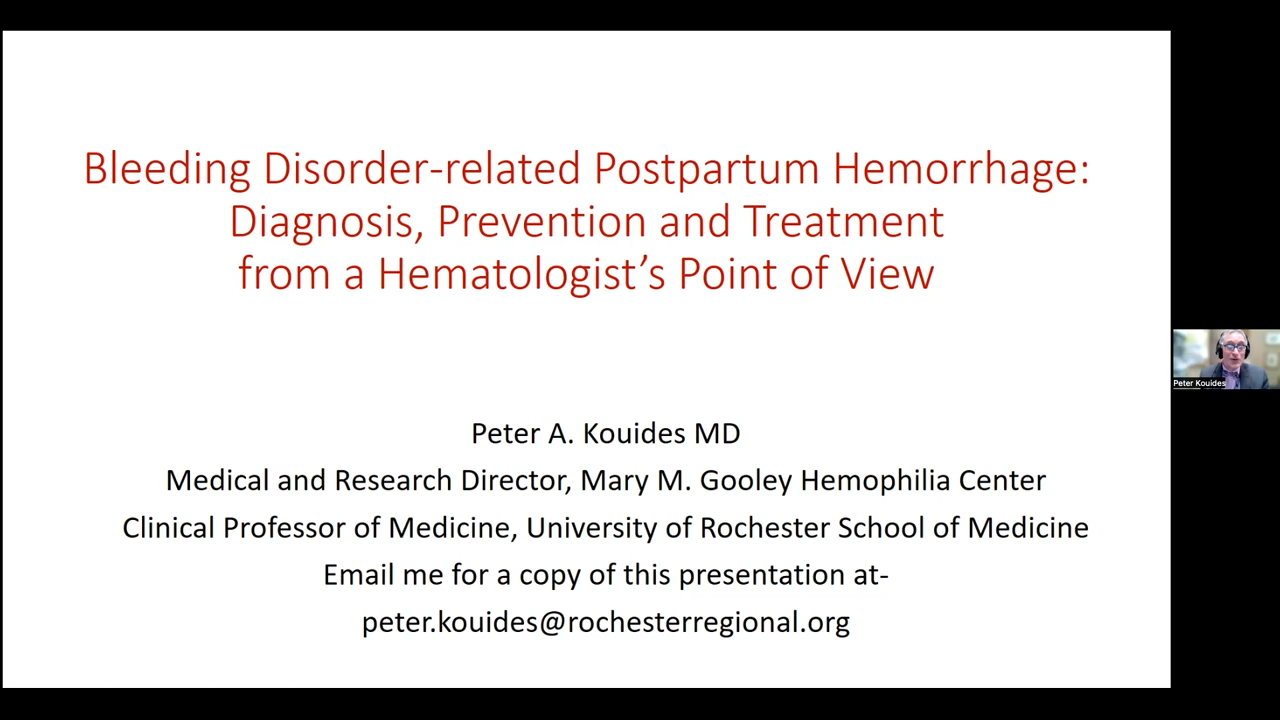 Bleeding Disorder-related Postpartum Hemorrhage:
Diagnosis, Prevention and Treatment
from a Hematologist’s Point of View
Peter A. Kouides MD
Medical and Research Director, Mary M. Gooley Hemophilia Center
Clinical Professor of Medicine, University of Rochester School of Medicine
Email me for a copy of this presentation at-
peter.kouides@rochesterregional.org
Peter Kouides